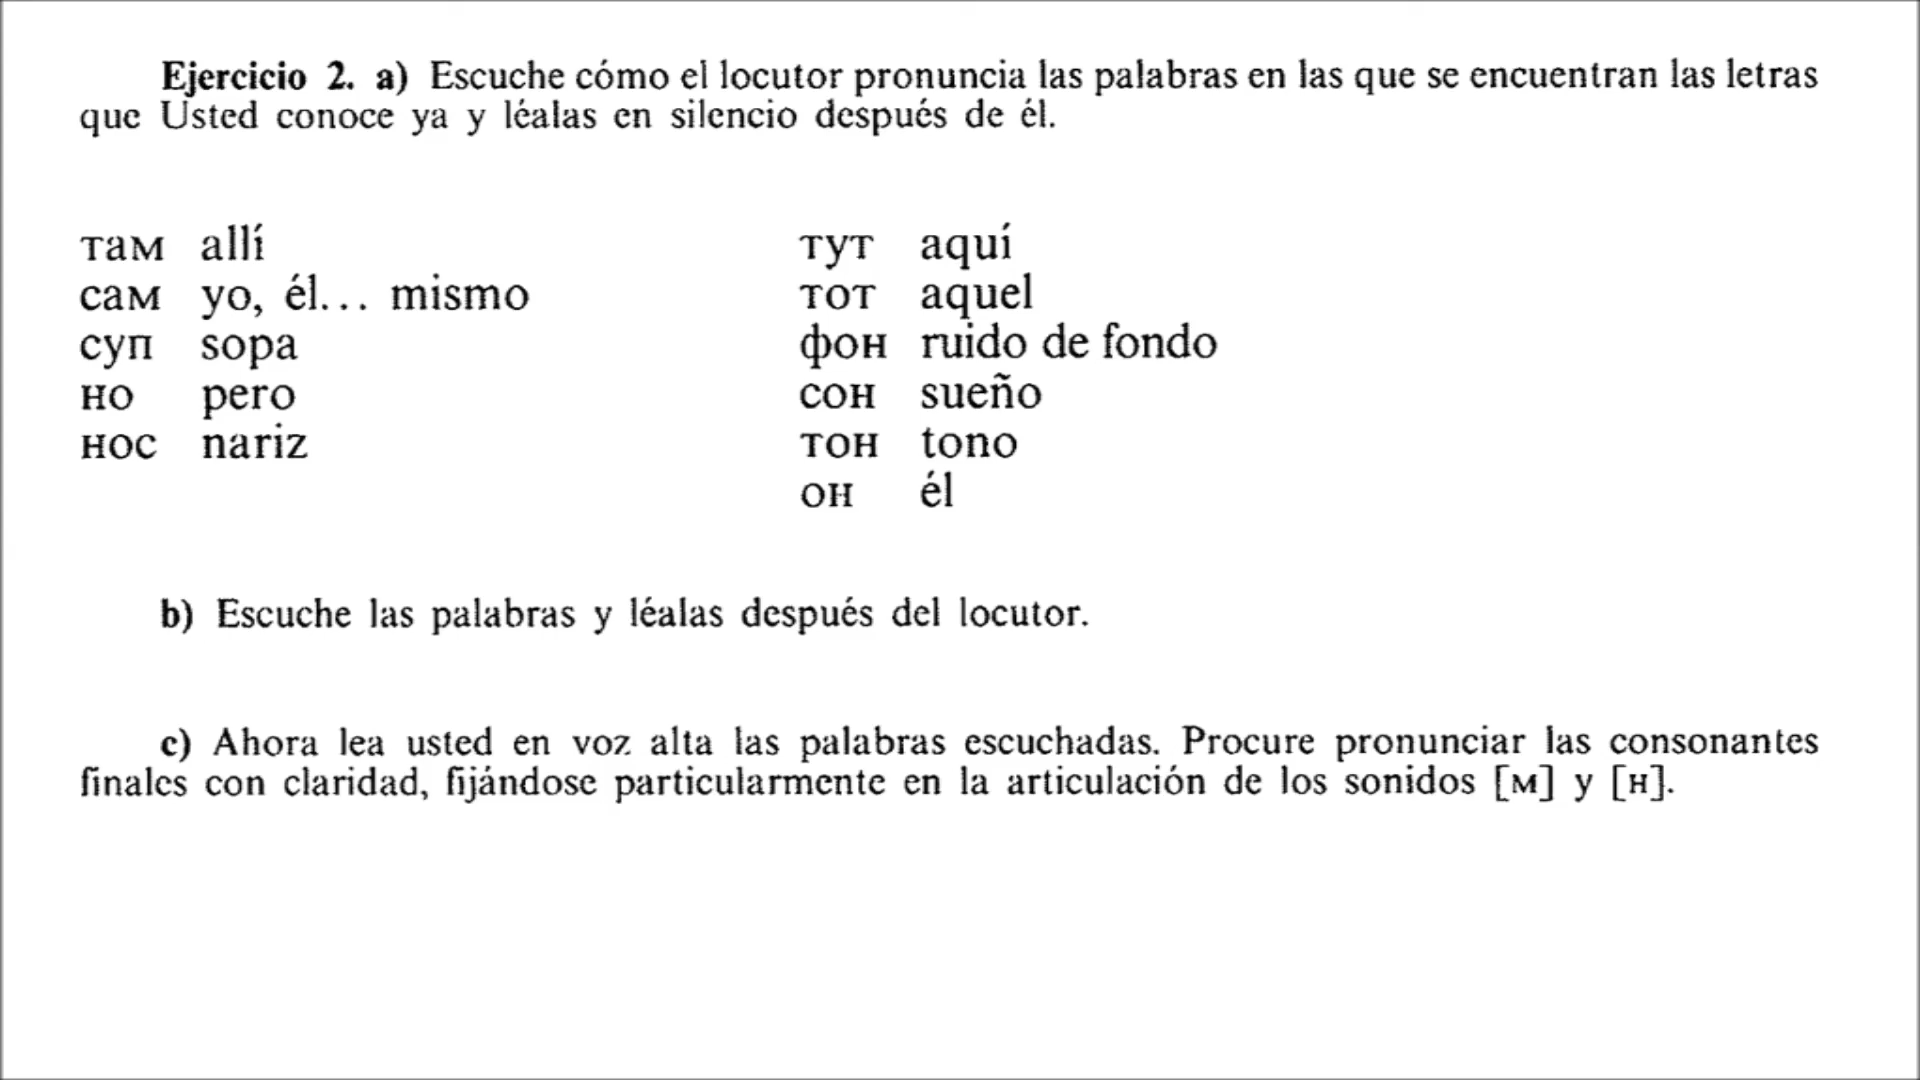 Ejercicio 2. a) Escuche cómo el locutor pronuncia las palabras en las que se encuentran las letras
que Usted conoce ya y léalas en silencio después de él.
там allí
сам yo, él... mismo
суп sopa
но pero
нос nariz
тут aquí
тот aquel
фон ruido de fondo
сон sueño
тон tono
он él
b) Escuche las palabras y léalas después del locutor.
c) Ahora lea usted en voz alta las palabras escuchadas. Procure pronunciar las consonantes
finales con claridad, fijándose particularmente en la articulación de los sonidos [м] y [н].